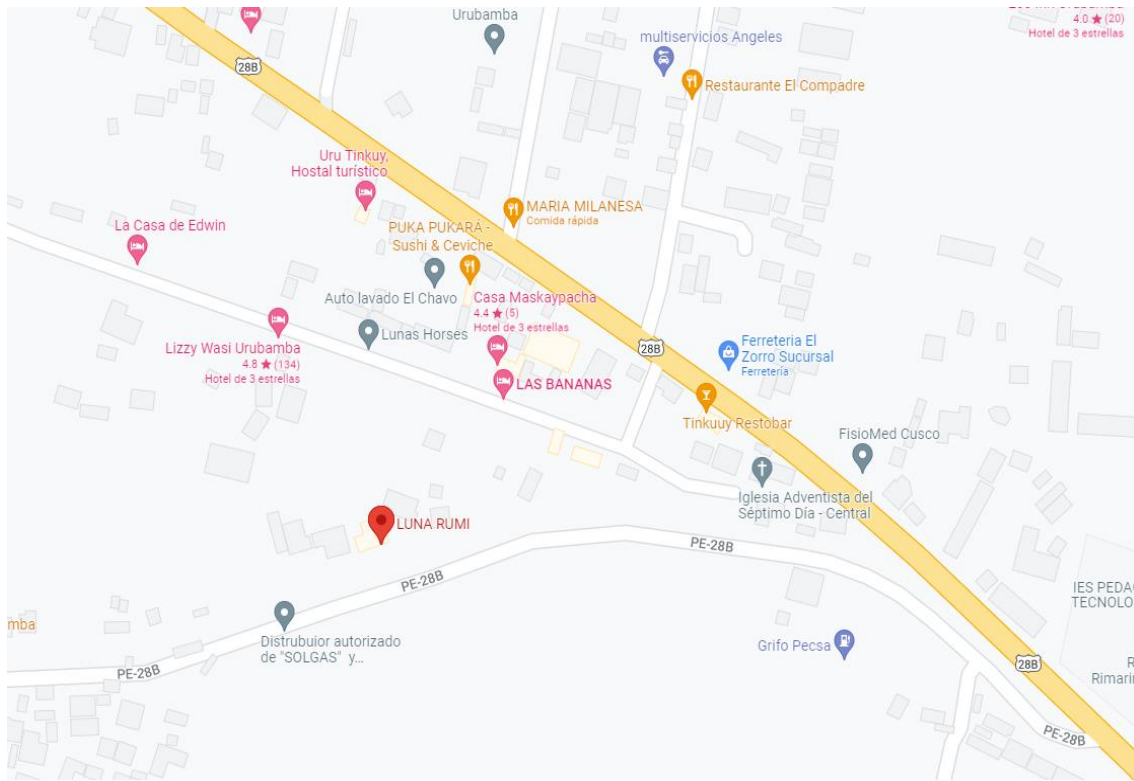 Urubamba
4.0 ★ (20)
Hotel de 3 estrellas
28B
multiservicios Angeles
Restaurante El Compadre
Uru Tinkuy,
Hostal turístico
La Casa de Edwin
MARIA MILANESA
Comida rápida
PUKA PUKARÁ -
Sushi & Ceviche
Auto lavado El Chavo
Casa Maskaypacha
4.4 ★ (5)
Hotel de 3 estrellas
Lunas Horses
Lizzy Wasi Urubamba
4.8 ★ (134)
Hotel de 3 estrellas
28B
Ferreteria El
Zorro Sucursal
Ferretería
LAS BANANAS
Tinkuuy Restobar
FisioMed Cusco
Iglesia Adventista del
Séptimo Día - Central
LUNA RUMI
PE-28B
PE-28B
IES PEDA
TECNOLO
mba
Distrubuior autorizado
de "SOLGAS" y...
Grifo Pecsa
PE-28B
28B
R
Rimari
PE-28B